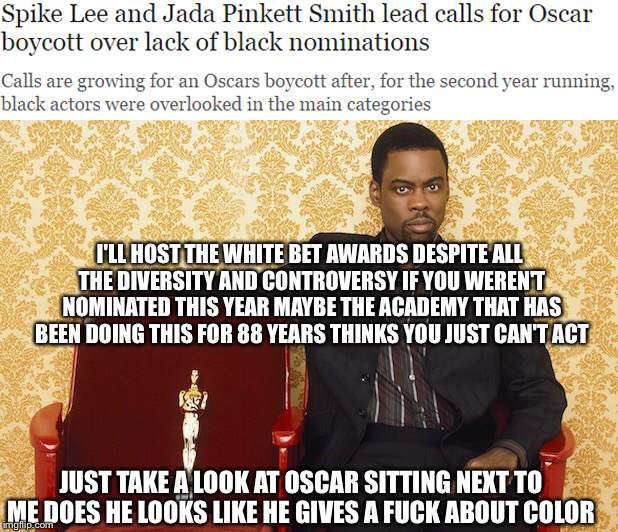 Spike Lee and Jada Pinkett Smith lead calls for Oscar
boycott over lack of black nominations
Calls are growing for an Oscars boycott after, for the second year running,
black actors were overlooked in the main categories
I'LL HOST THE WHITE BET AWARDS DESPITE ALL
THE DIVERSITY AND CONTROVERSY IF YOU WEREN'T
NOMINATED THIS YEAR MAYBE THE ACADEMY THAT HAS
BEEN DOING THIS FOR 88 YEARS THINKS YOU JUST CAN'T ACT
JUST TAKE A LOOK AT OSCAR SITTING NEXT TO
ME DOES HE LOOKS LIKE HE GIVES A FUCK ABOUT COLOR
imgflip.com